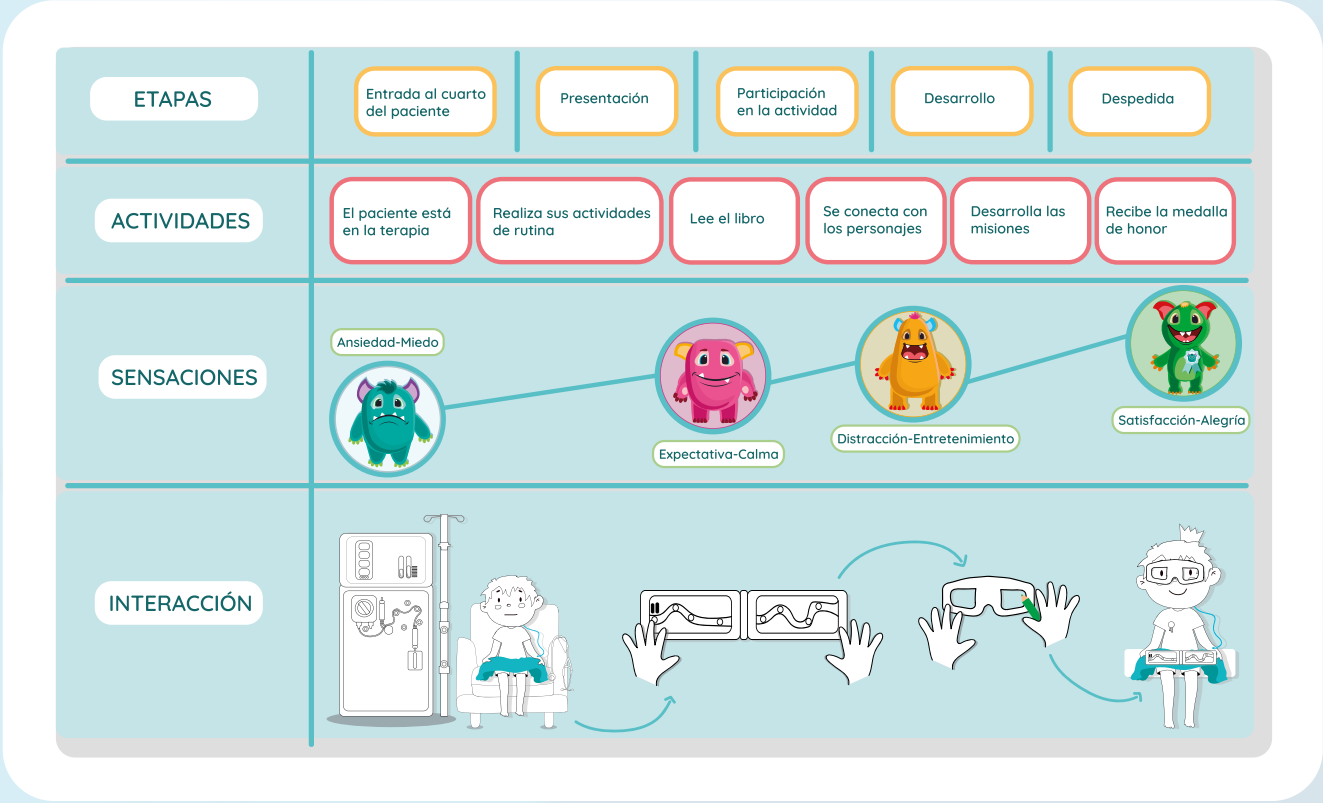 ETAPAS
Entrada al cuarto
del paciente
Presentación
Participación
en la actividad
Desarrollo
Despedida
ACTIVIDADES
El paciente está
en la terapia
Realiza sus actividades
de rutina
Lee el libro
Se conecta con
los personajes
Desarrolla las
misiones
Recibe la medalla
de honor
SENSACIONES
Ansiedad-Miedo
Expectativa-Calma
Distracción-Entretenimiento
Satisfacción-Alegría
INTERACCIÓN